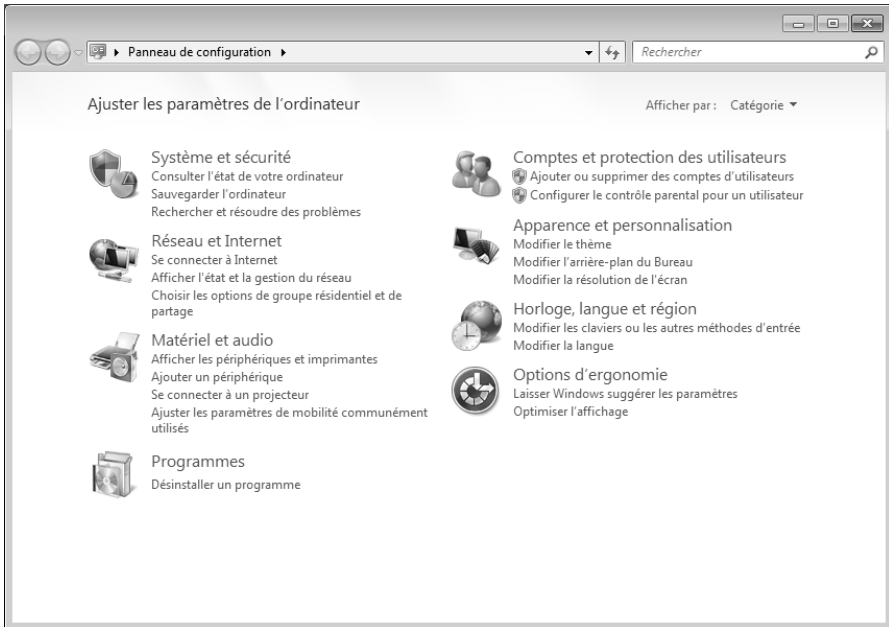 Panneau de configuration
Rechercher
Ajuster les paramètres de l'ordinateur
Afficher par : Catégorie
Système et sécurité
Consulter l'état de votre ordinateur
Sauvegarder l'ordinateur
Rechercher et résoudre des problèmes
Réseau et Internet
Se connecter à Internet
Afficher l'état et la gestion du réseau
Choisir les options de groupe résidentiel et de
partage
Matériel et audio
Afficher les périphériques et imprimantes
Ajouter un périphérique
Se connecter à un projecteur
Ajuster les paramètres de mobilité communément
utilisés
Programmes
Désinstaller un programme
Comptes et protection des utilisateurs
Ajouter ou supprimer des comptes d'utilisateurs
Configurer le contrôle parental pour un utilisateur
Apparence et personnalisation
Modifier le thème
Modifier l'arrière-plan du Bureau
Modifier la résolution de l'écran
Horloge, langue et région
Modifier les claviers ou les autres méthodes d'entrée
Modifier la langue
Options d'ergonomie
Laisser Windows suggérer les paramètres
Optimiser l'affichage